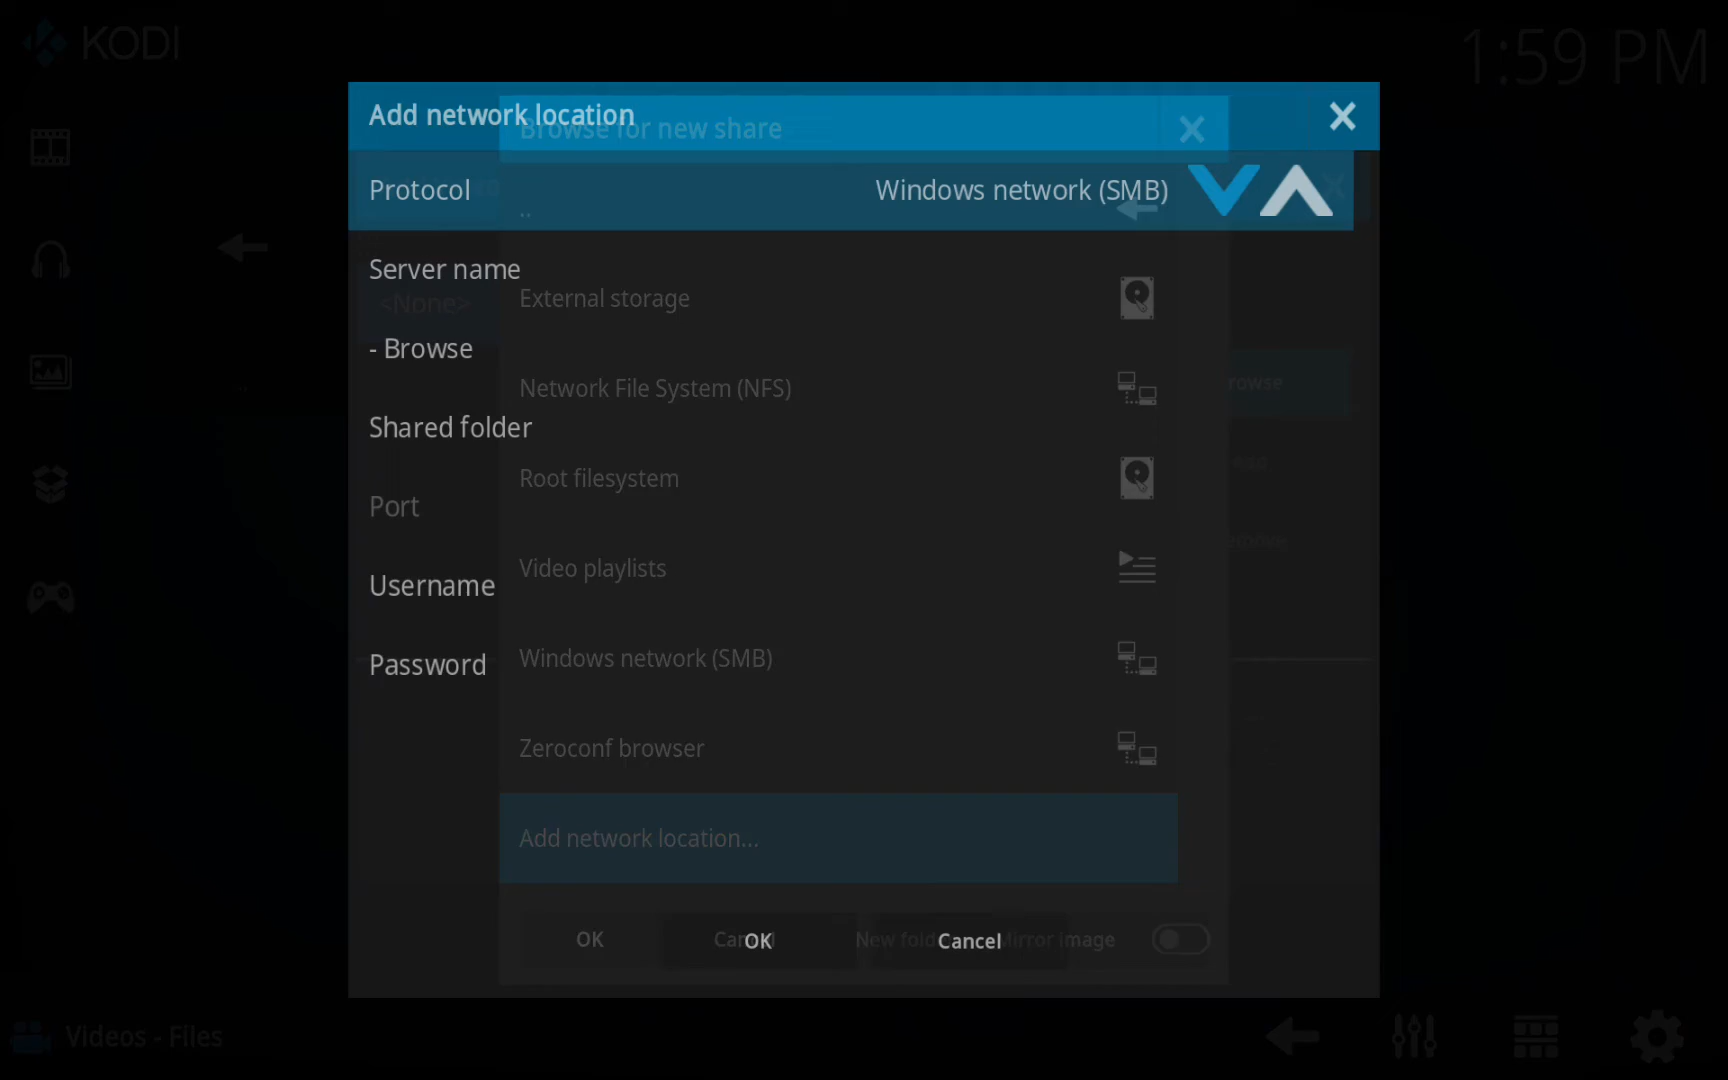 KODI
1:59 PM
Add network location
Browse for new share
Protocol
Windows network (SMB)
..
Server name
External storage
<None>
- Browse
Network File System (NFS)
rowse
..
Shared folder
Root filesystem
Port
Username
Video playlists
Password
Windows network (SMB)
Zeroconf browser
Add network location...
OK
OK
Cancel
Mirror image
Videos - Files